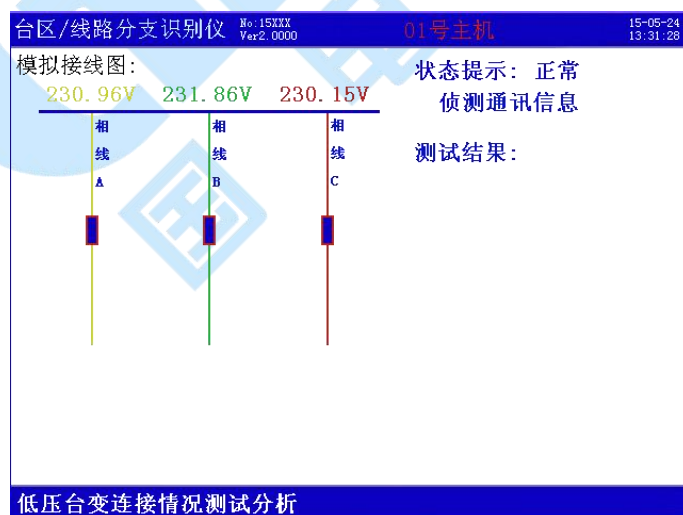 台区/线路分支识别仪 No:15XXX Ver2.0000 01号主机 15-05-24 13:31:28
模拟接线图:
状态提示: 正常
230.96V 231.86V 230.15V
侦测通讯信息
相线A 相线B 相线C
测试结果:
低压台变连接情况测试分析